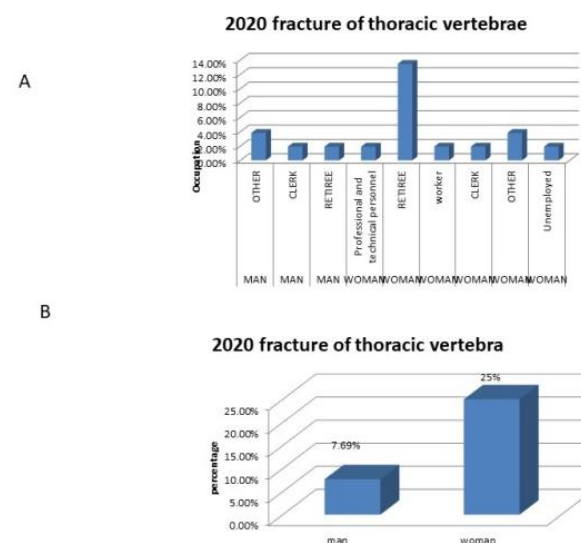 2020 fracture of thoracic vertebrae
A
14.00%
12.00%
10.00%
8.00%
6.00%
4.00%
2.00%
0.00%
Occupation
OTHER
CLERK
RETIREE
Professional and
technical personnel
RETIREE
worker
CLERK
OTHER
Unemployed
MAN MAN MAN WOMAN WOMAN WOMAN WOMAN WOMAN WOMAN
B
2020 fracture of thoracic vertebra
25%
7.69%
25.00%
20.00%
15.00%
10.00%
5.00%
0.00%
percentage
man woman